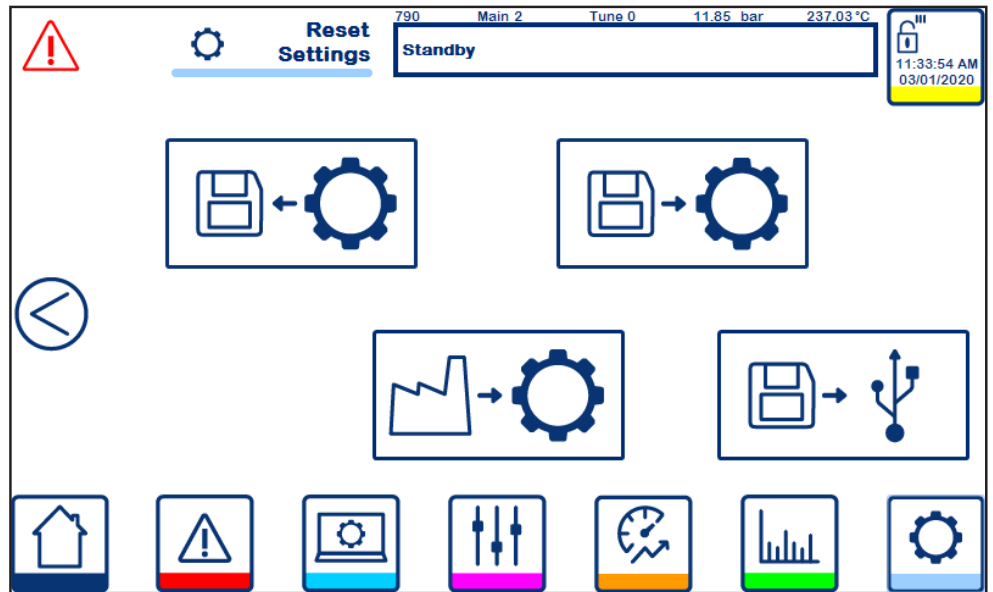 790 Main 2 Tune 0 11.85 bar 237.03 °C
Reset
Settings
Standby
11:33:54 AM
03/01/2020